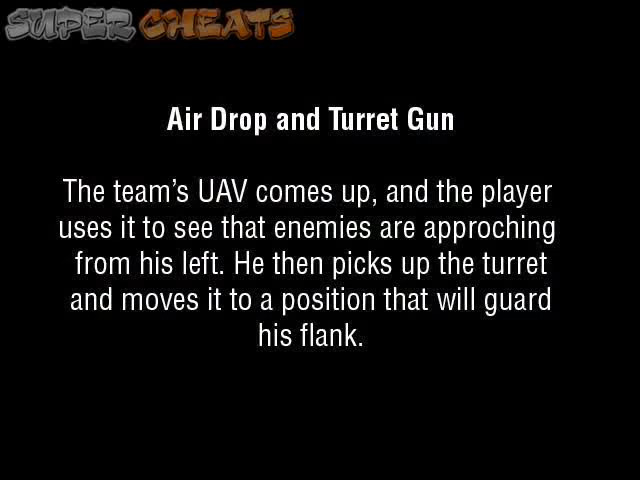 SUPER CHEATS
Air Drop and Turret Gun
The team's UAV comes up, and the player
uses it to see that enemies are approching
from his left. He then picks up the turret
and moves it to a position that will guard
his flank.